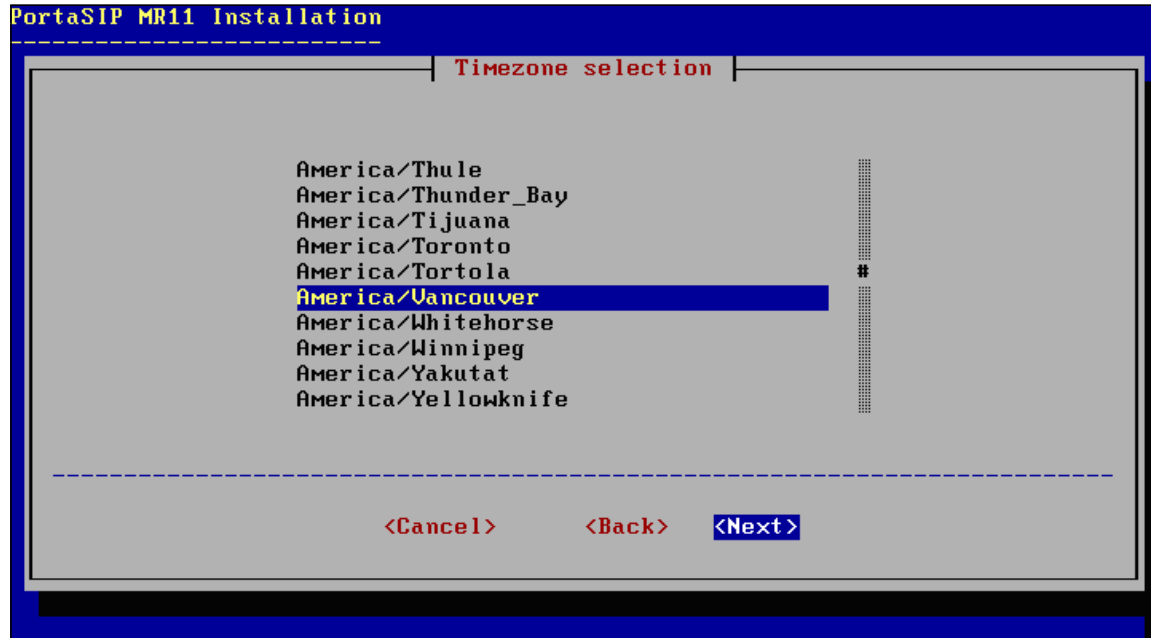 PortaSIP MR11 Installation
--------------------------
Timezone selection
America/Thule
America/Thunder_Bay
America/Tijuana
America/Toronto
America/Tortola
#
America/Vancouver
America/Whitehorse
America/Winnipeg
America/Yakutat
America/Yellowknife
<Cancel> <Back> <Next>